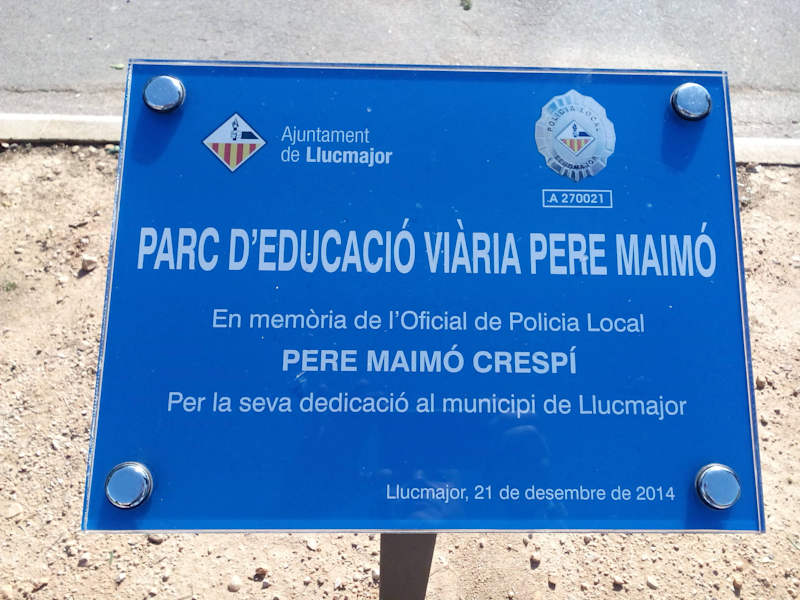 Ajuntament
de Llucmajor
POLICIA LOCAL
LLUCMAJOR
.A 270021
PARC D'EDUCACIÓ VIÀRIA PERE MAIMÓ
En memòria de l'Oficial de Policia Local
PERE MAIMÓ CRESPÍ
Per la seva dedicació al municipi de Llucmajor
Llucmajor, 21 de desembre de 2014